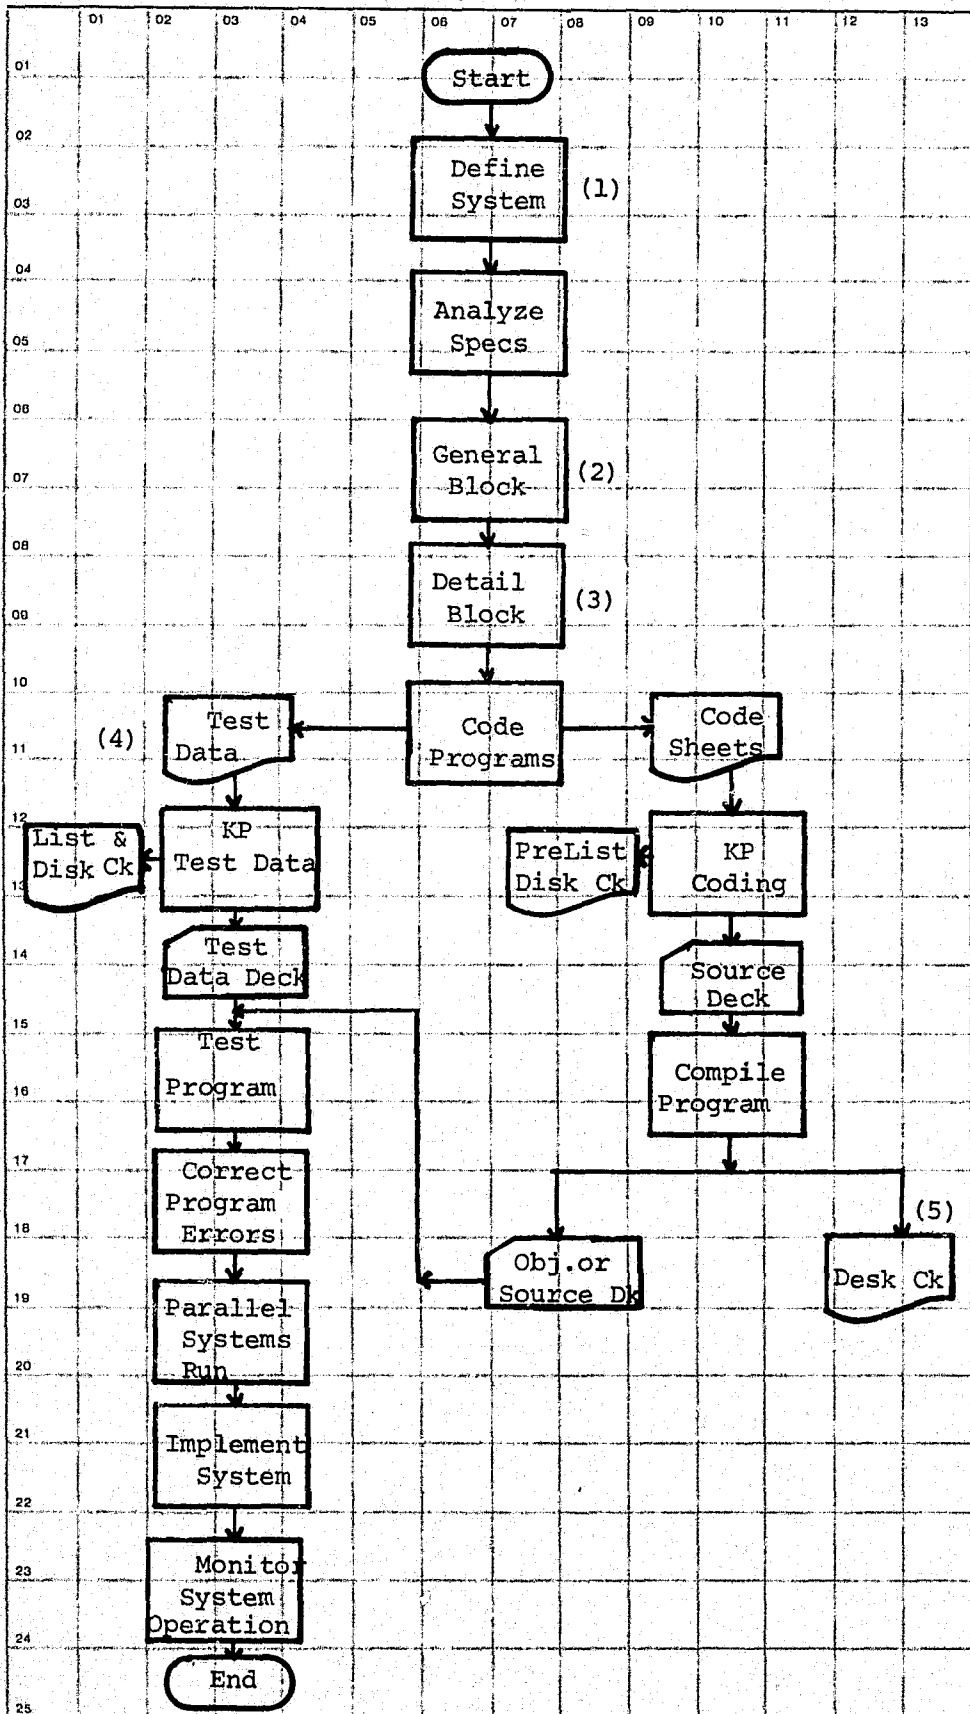 01 02 03 04 05 06 07 08 09 10 11 12 13
01
Start
02
Define
System
(1)
03
04
Analyze
Specs
05
06
General
Block
(2)
07
08
Detail
Block
(3)
09
10
Test
Data
(4)
Code
Programs
Code
Sheets
11
12
List &
Disk Ck
KP
Test Data
PreList
Disk Ck
KP
Coding
13
Test
Data Deck
14
Source
Deck
15
Test
Program
Compile
Program
16
17
Correct
Program
Errors
(5)
18
Obj.or
Source Dk
Desk Ck
19
Parallel
Systems
Run
20
21
Implement
System
22
23
Monitor
System
Operation
24
End
25